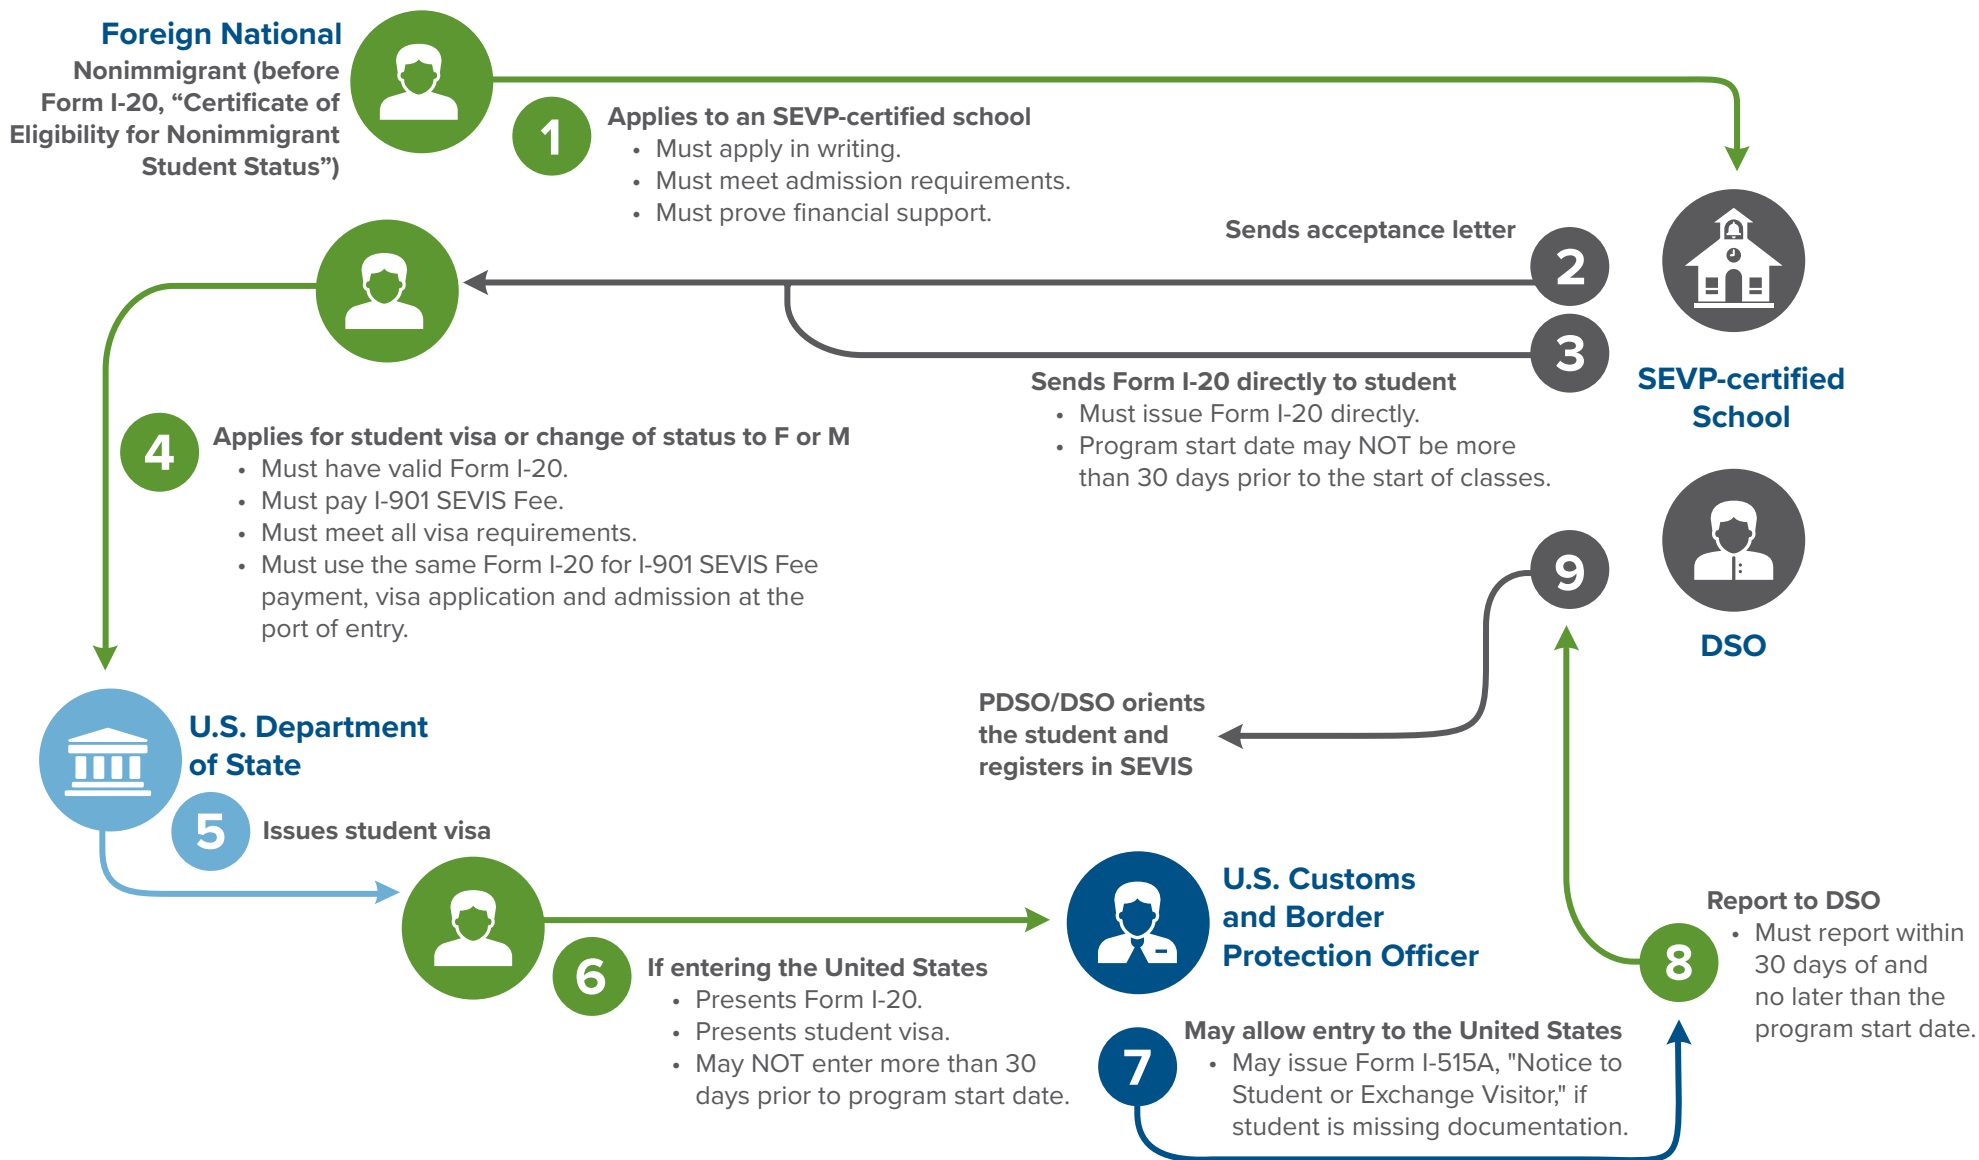 Foreign National
Nonimmigrant (before
Form I-20, “Certificate of
Eligibility for Nonimmigrant
Student Status”)
1
Applies to an SEVP-certified school
• Must apply in writing.
• Must meet admission requirements.
• Must prove financial support.
Sends acceptance letter
2
3
Sends Form I-20 directly to student
• Must issue Form I-20 directly.
• Program start date may NOT be more
than 30 days prior to the start of classes.
SEVP-certified
School
4
Applies for student visa or change of status to F or M
• Must have valid Form I-20.
• Must pay I-901 SEVIS Fee.
• Must meet all visa requirements.
• Must use the same Form I-20 for I-901 SEVIS Fee
payment, visa application and admission at the
port of entry.
9
DSO
PDSO/DSO orients
the student and
registers in SEVIS
U.S. Department
of State
5
Issues student visa
6
If entering the United States
• Presents Form I-20.
• Presents student visa.
• May NOT enter more than 30
days prior to program start date.
U.S. Customs
and Border
Protection Officer
7
May allow entry to the United States
• May issue Form I-515A, "Notice to
Student or Exchange Visitor," if
student is missing documentation.
8
Report to DSO
• Must report within
30 days of and
no later than the
program start date.